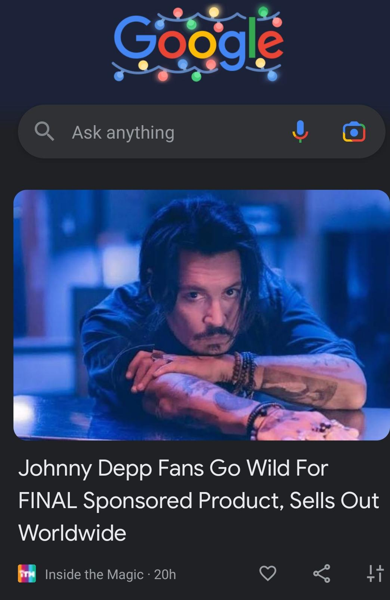 Google
Ask anything
Johnny Depp Fans Go Wild For
FINAL Sponsored Product, Sells Out
Worldwide
ITM Inside the Magic · 20h